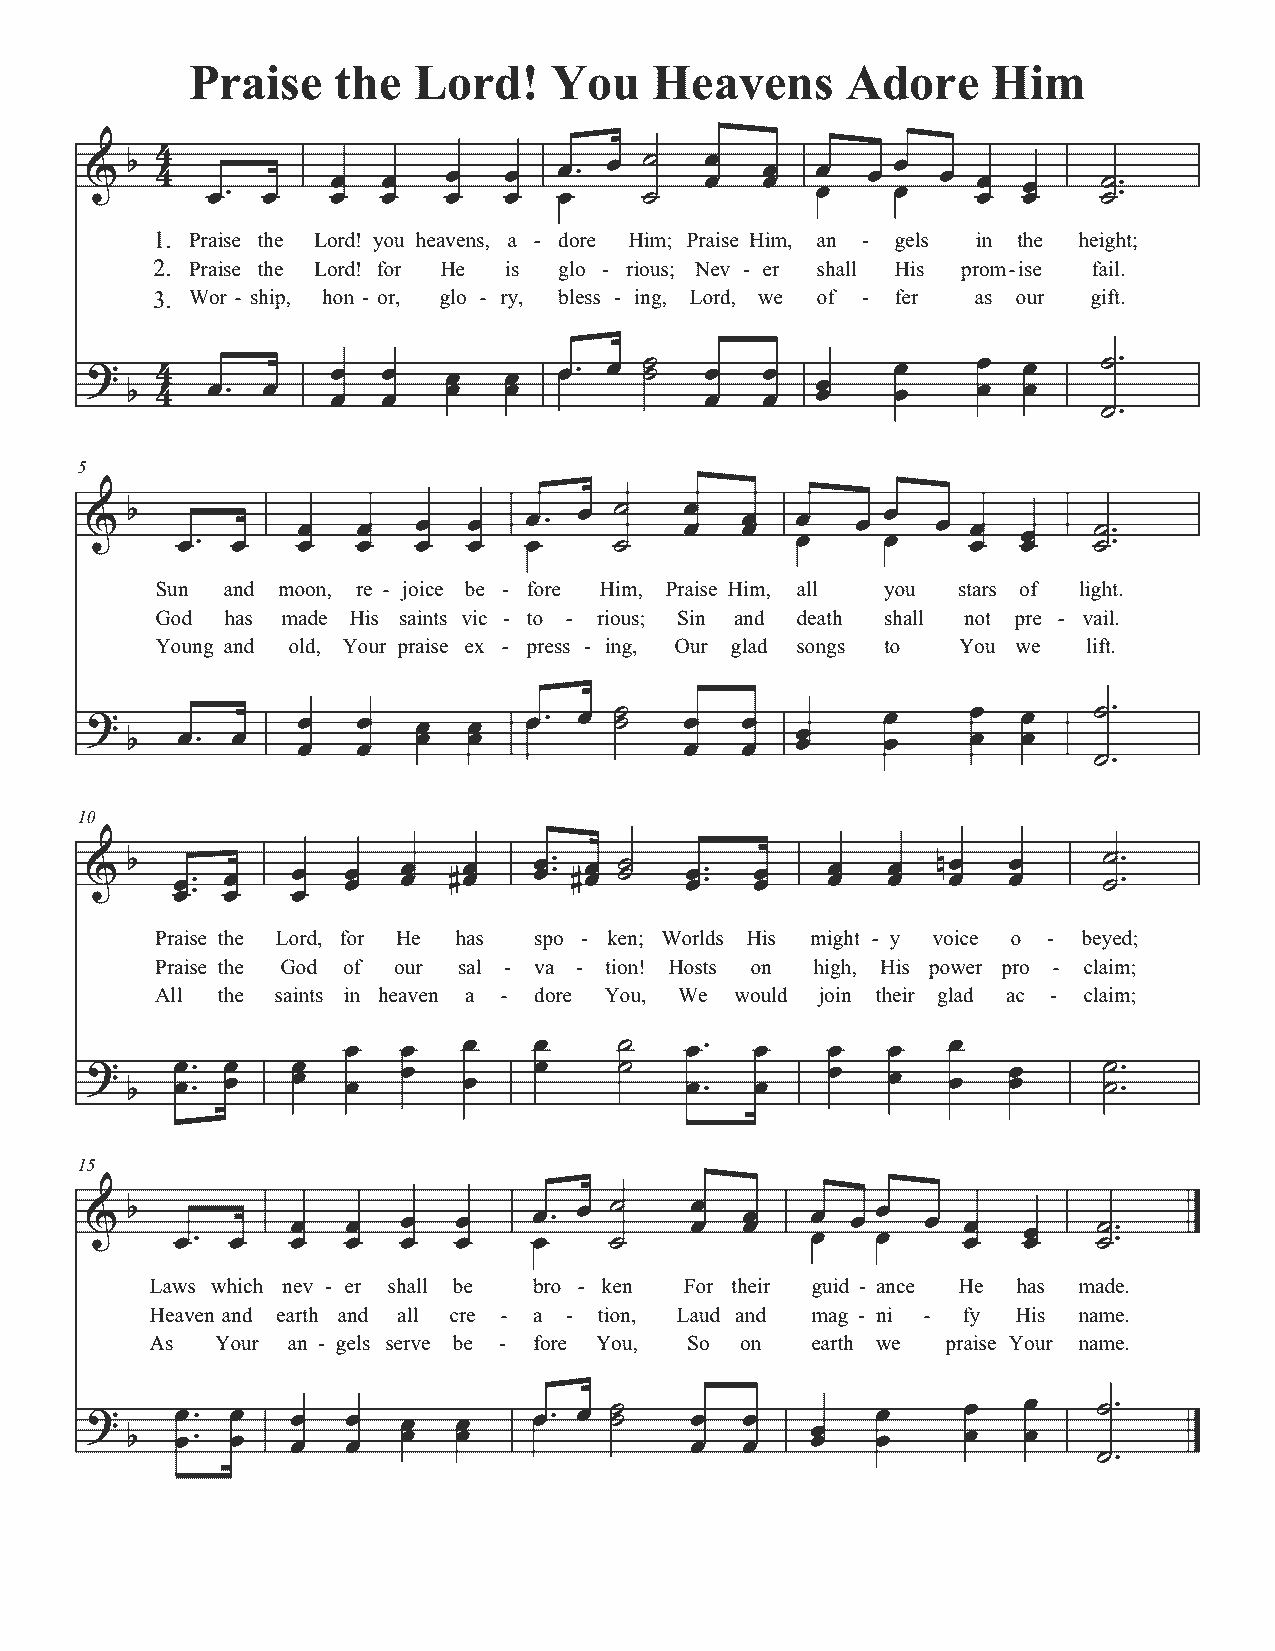 Praise the Lord! You Heavens Adore Him
4
4
1. Praise the Lord! you heavens, a - dore Him; Praise Him, an - gels in the height;
2. Praise the Lord! for He is glo - rious; Nev - er shall His prom-ise fail.
3. Wor - ship, hon - or, glo - ry, bless - ing, Lord, we of - fer as our gift.
4
4
5
Sun and moon, re - joice be - fore Him, Praise Him, all you stars of light.
God has made His saints vic - to - rious; Sin and death shall not pre - vail.
Young and old, Your praise ex - press - ing, Our glad songs to You we lift.
10
Praise the Lord, for He has spo - ken; Worlds His might - y voice o - beyed;
Praise the God of our sal - va - tion! Hosts on high, His power pro - claim;
All the saints in heaven a - dore You, We would join their glad ac - claim;
15
Laws which nev - er shall be bro - ken For their guid - ance He has made.
Heaven and earth and all cre - a - tion, Laud and mag - ni - fy His name.
As Your an - gels serve be - fore You, So on earth we praise Your name.